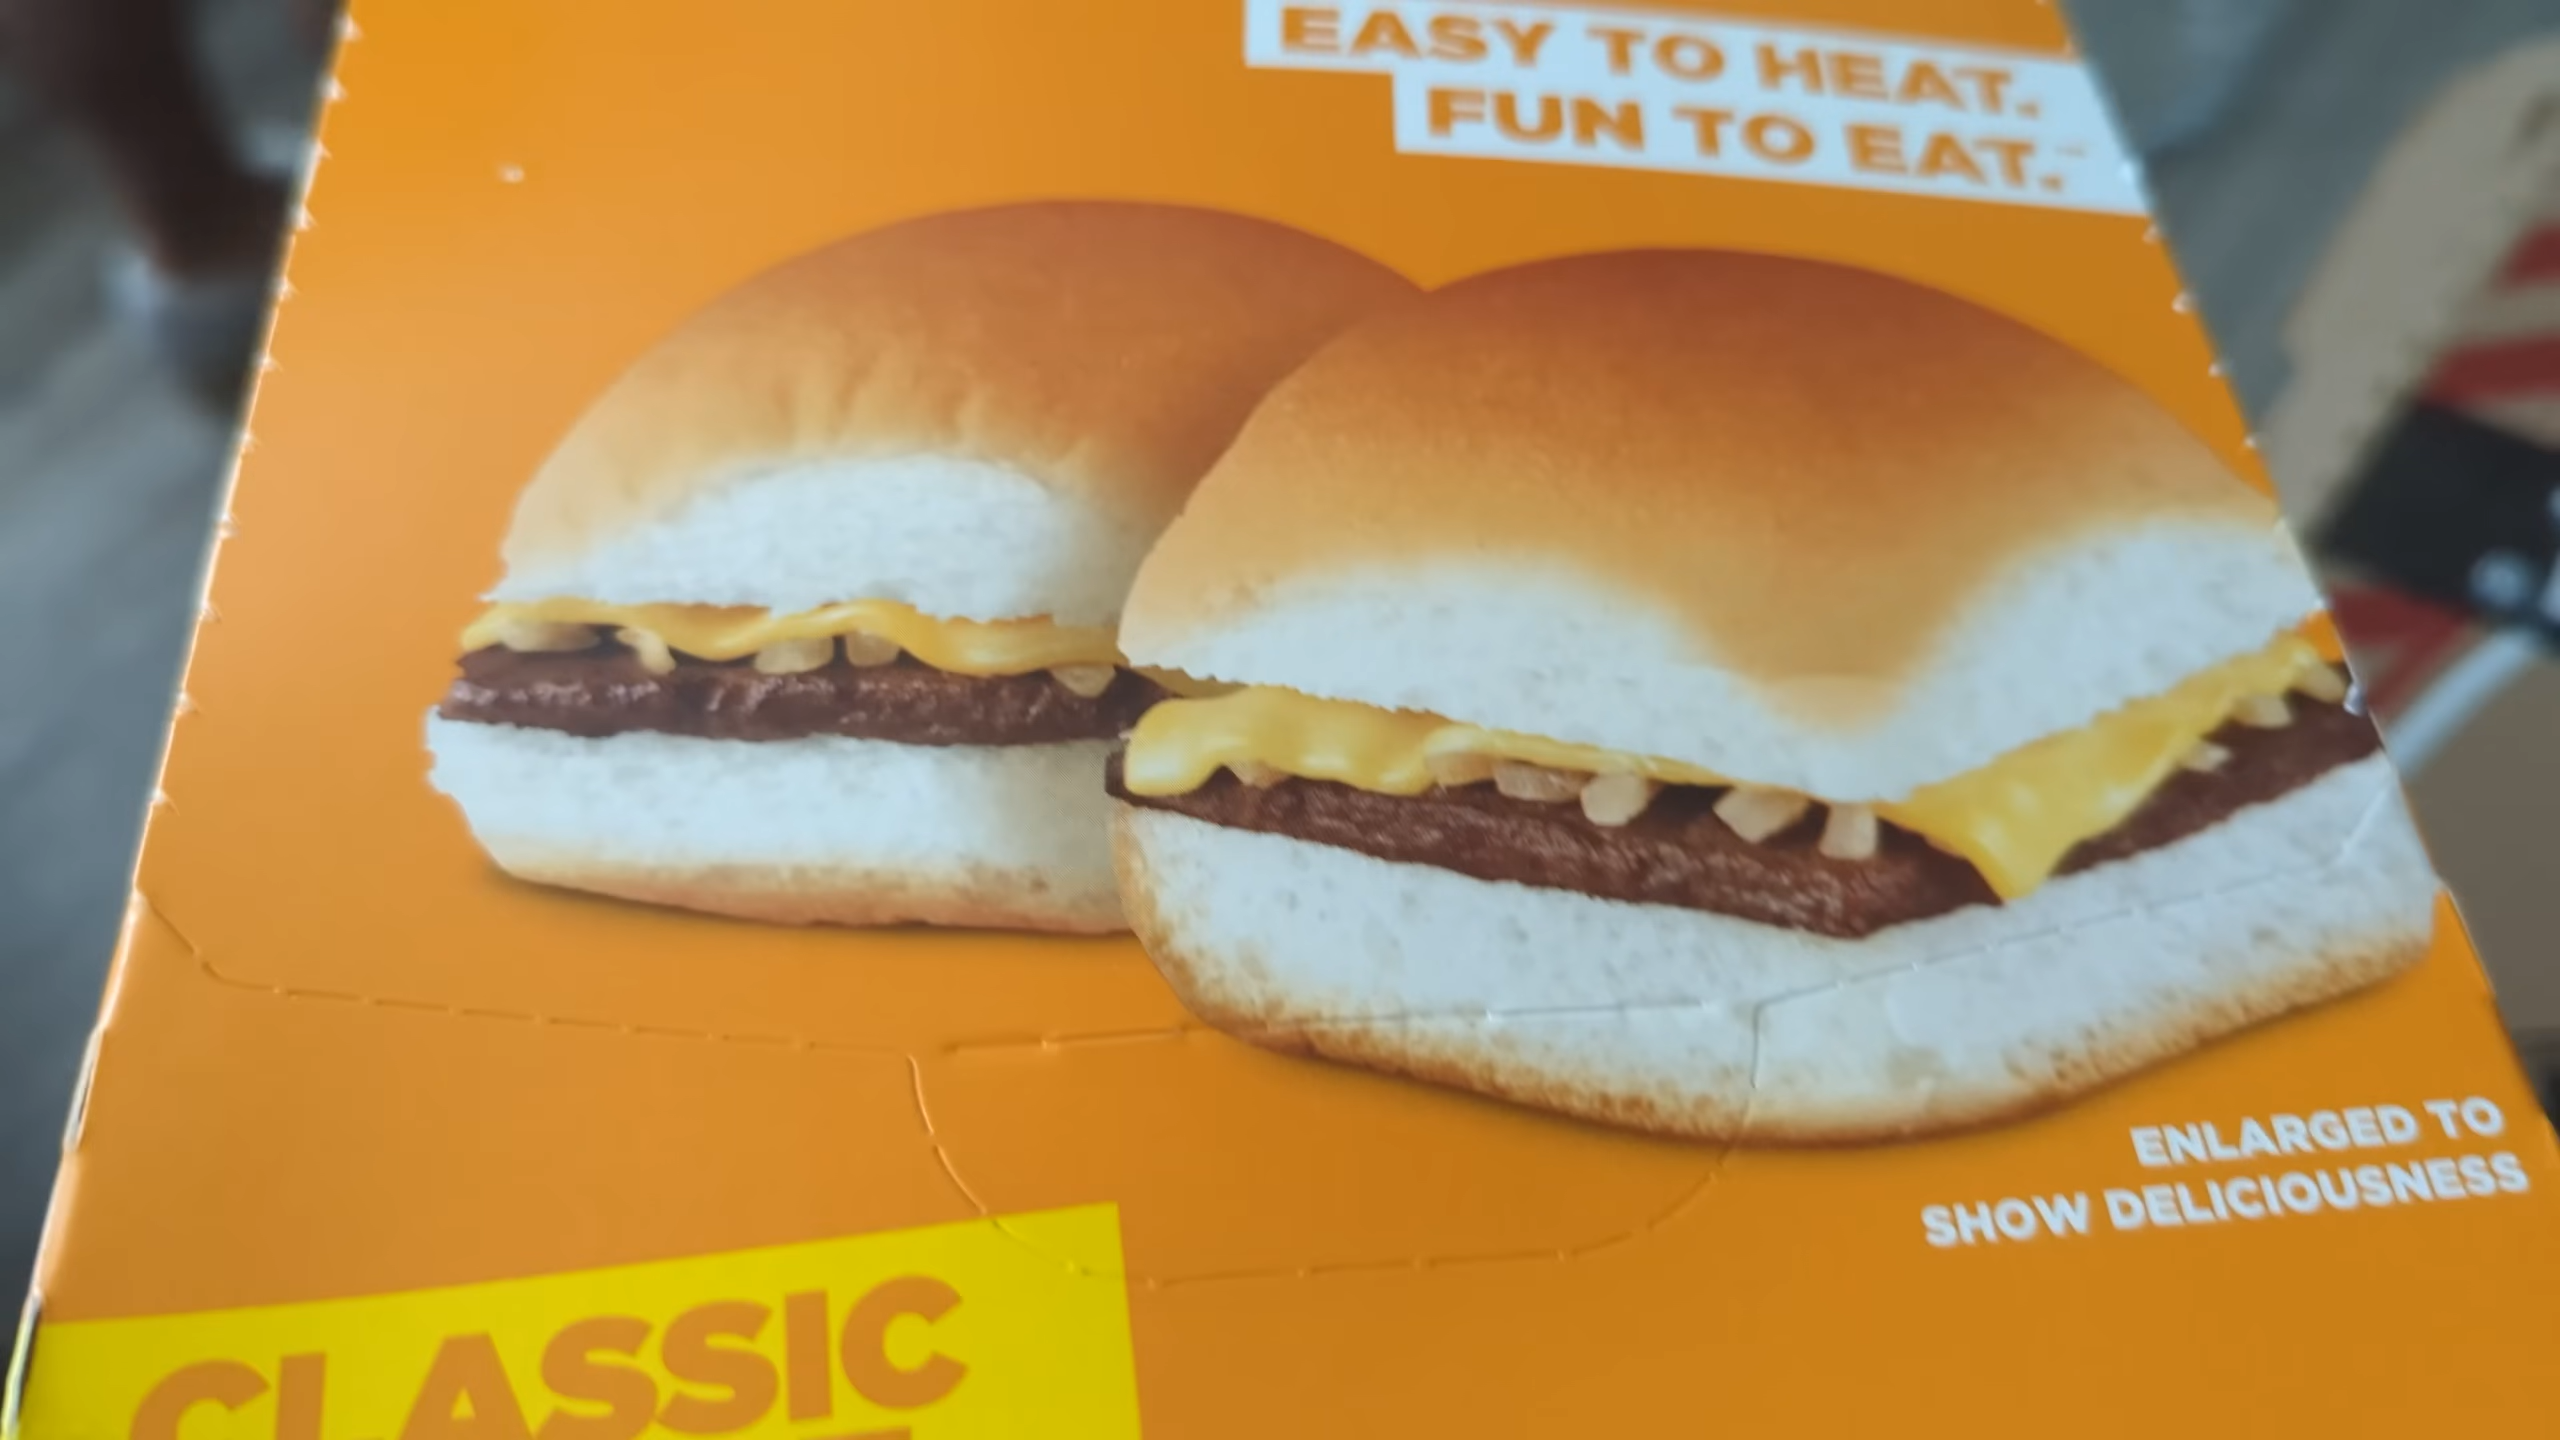 EASY TO HEAT.
FUN TO EAT.
ENLARGED TO
SHOW DELICIOUSNESS
CLASSIC